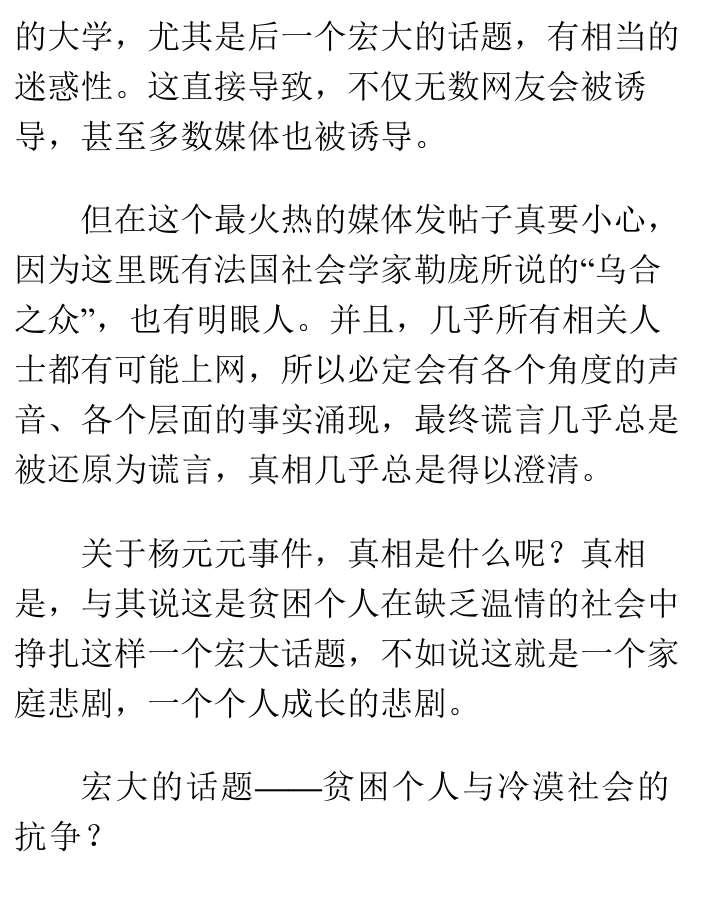 的大学，尤其是后一个宏大的话题，有相当的
迷惑性。这直接导致，不仅无数网友会被诱
导，甚至多数媒体也被诱导。
但在这个最火热的媒体发帖子真要小心，
因为这里既有法国社会学家勒庞所说的“乌合
之众”，也有明眼人。并且，几乎所有相关人
士都有可能上网，所以必定会有各个角度的声
音、各个层面的事实涌现，最终谎言几乎总是
被还原为谎言，真相几乎总是得以澄清。
关于杨元元事件，真相是什么呢？真相
是，与其说这是贫困个人在缺乏温情的社会中
挣扎这样一个宏大话题，不如说这就是一个家
庭悲剧，一个个人成长的悲剧。
宏大的话题——贫困个人与冷漠社会的
抗争？